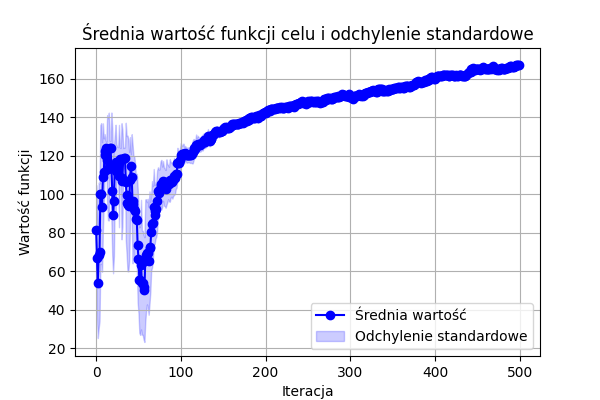 Średnia wartość funkcji celu i odchylenie standardowe
Wartość funkcji
160
140
120
100
80
60
40
20
Średnia wartość
Odchylenie standardowe
0 100 200 300 400 500
Iteracja